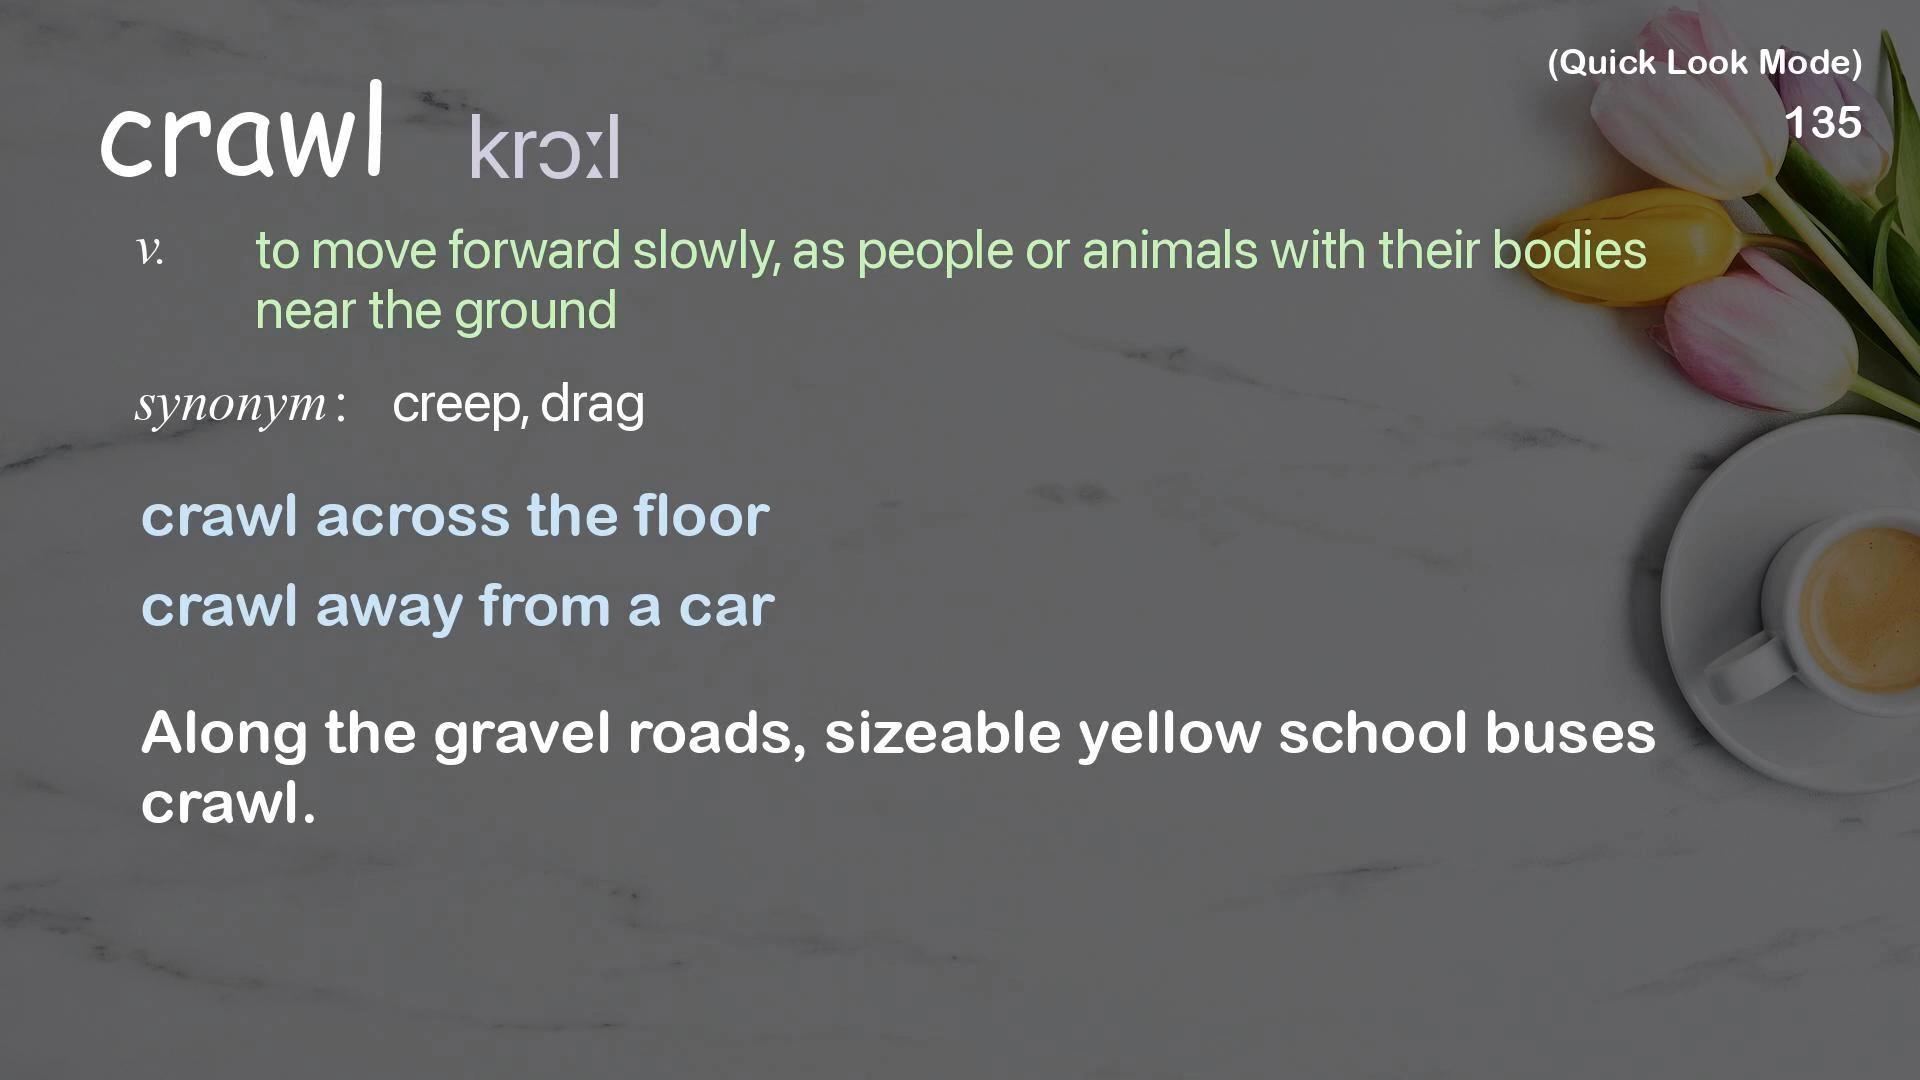 (Quick Look Mode)
135
crawl krɔːl
v. to move forward slowly, as people or animals with their bodies
near the ground
synonym: creep, drag
crawl across the floor
crawl away from a car
Along the gravel roads, sizeable yellow school buses
crawl.